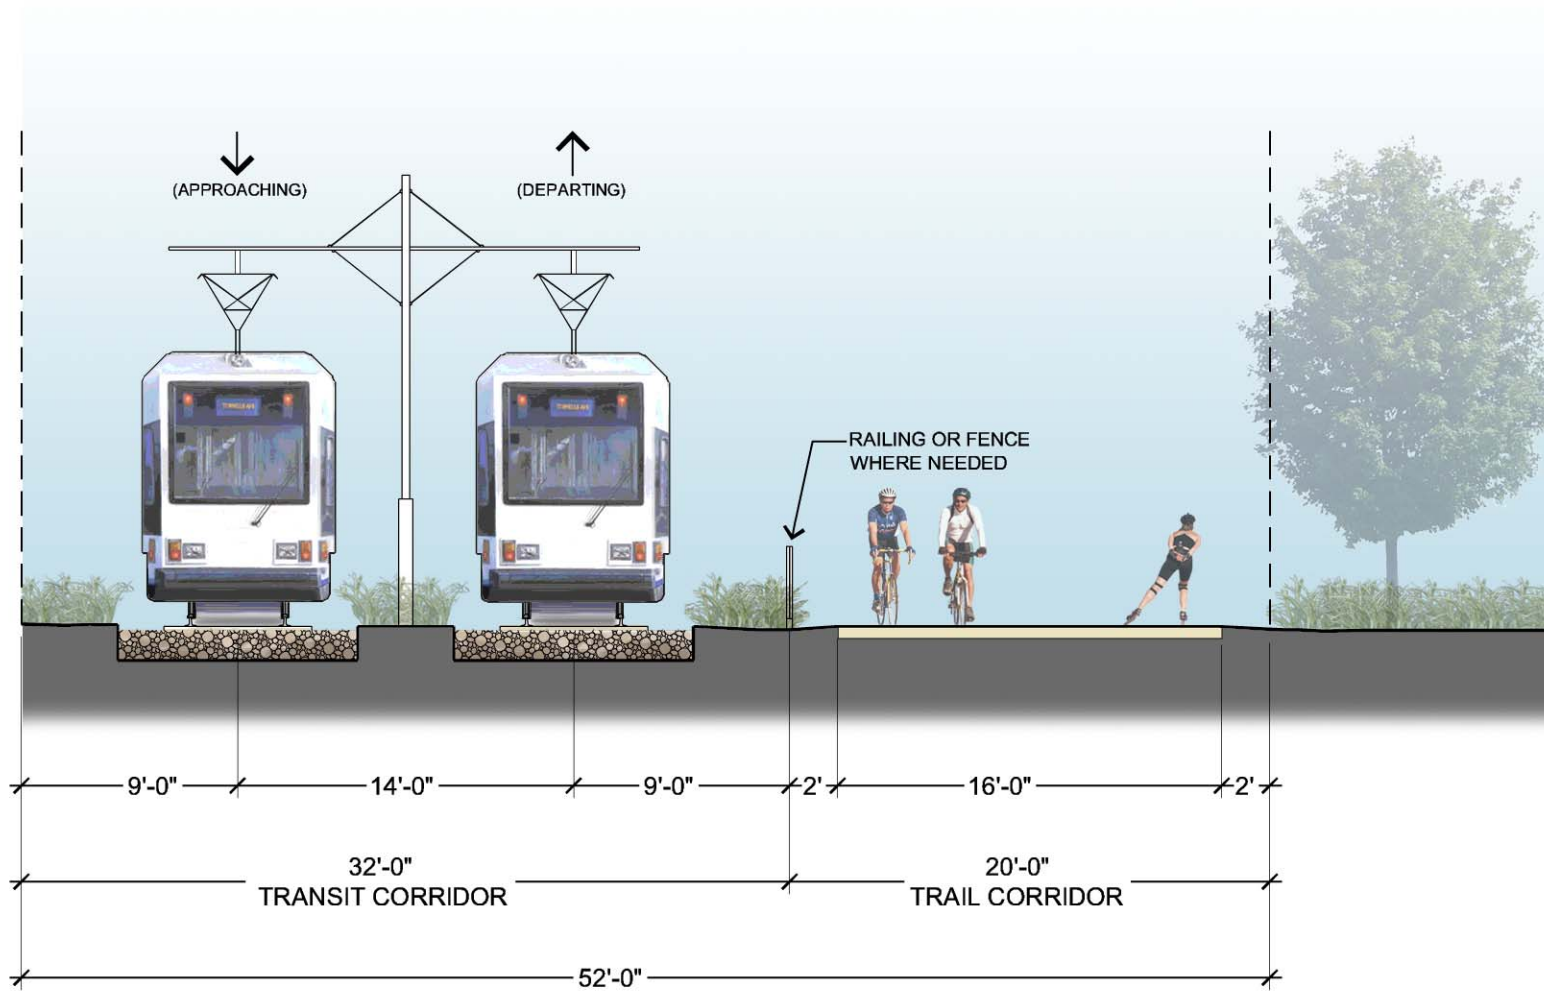 (APPROACHING)
(DEPARTING)
RAILING OR FENCE
WHERE NEEDED
9'-0"
14'-0"
9'-0"
2'
16'-0"
2'
32'-0"
TRANSIT CORRIDOR
20'-0"
TRAIL CORRIDOR
52'-0"